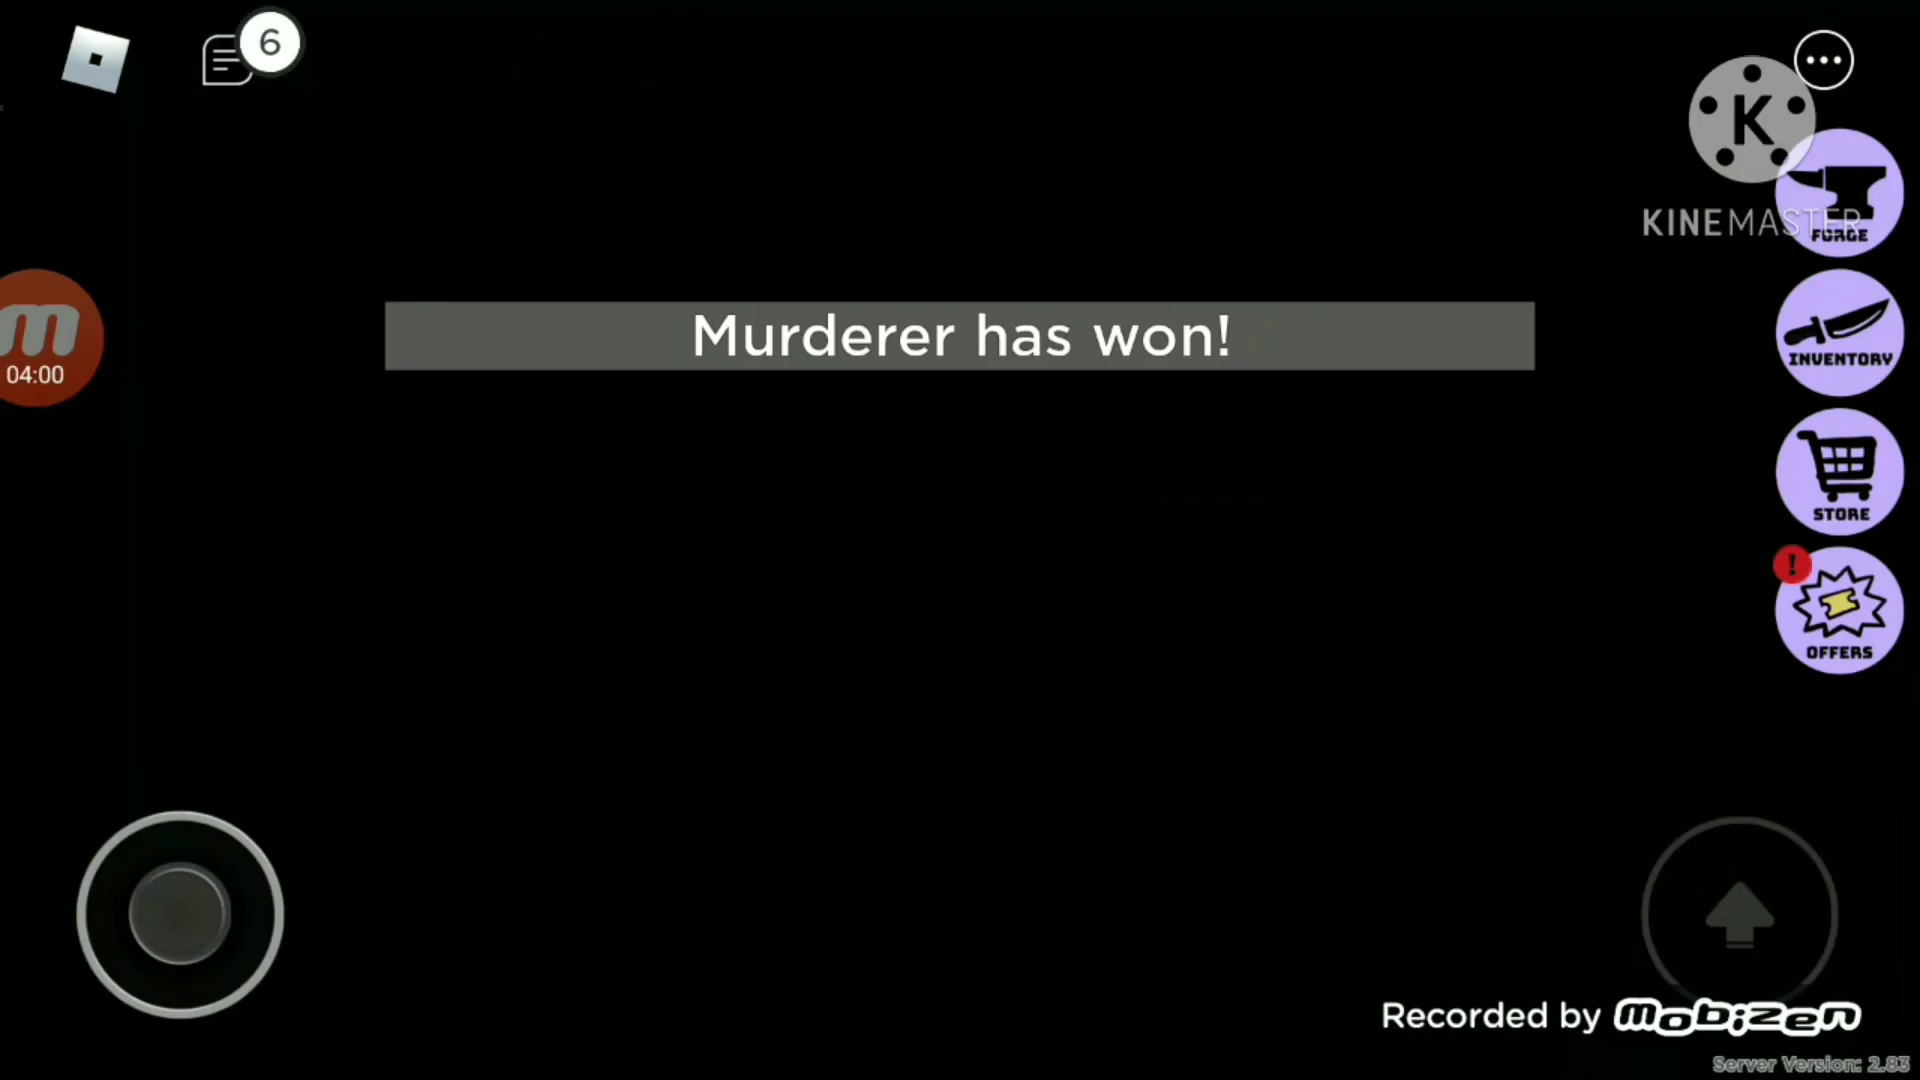 6
K
KINEMASTER
FORGE
m
04:00
Murderer has won!
INVENTORY
STORE
!
OFFERS
Recorded by mobizen
Server Version: 2.83